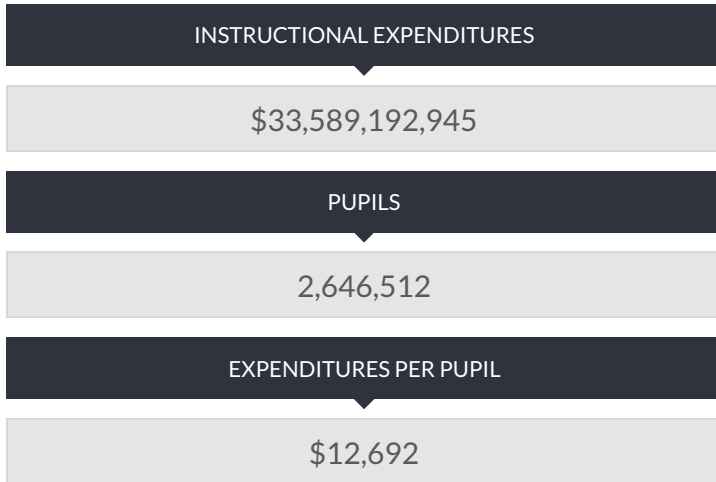 INSTRUCTIONAL EXPENDITURES
$33,589,192,945
PUPILS
2,646,512
EXPENDITURES PER PUPIL
$12,692